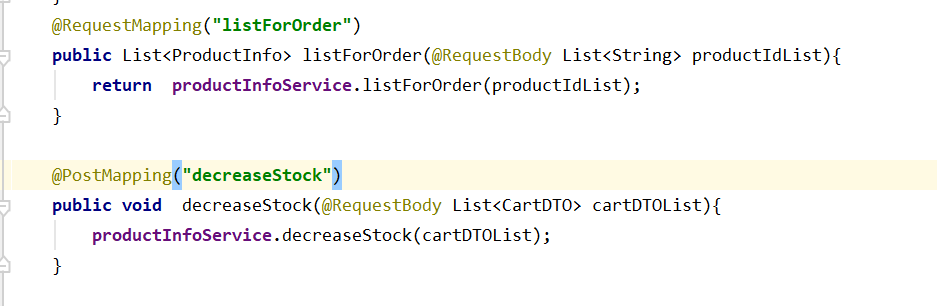 }
@RequestMapping("listForOrder")
public List<ProductInfo> listForOrder(@RequestBody List<String> productIdList){
return  productInfoService.listForOrder(productIdList);
}
@PostMapping("decreaseStock")
public void  decreaseStock(@RequestBody List<CartDTO> cartDTOList){
productInfoService.decreaseStock(cartDTOList);
}